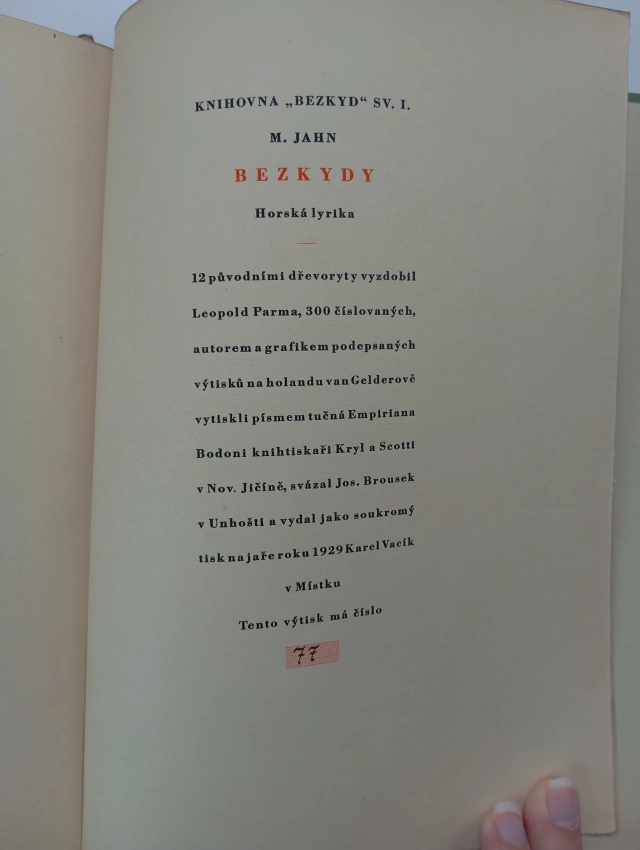 KNIHOVNA „BEZKYD“ SV. I.
M. JAHN
BEZKYDY
Horská lyrika
12 původními dřevoryty vyzdobil
Leopold Parma, 300 číslovaných,
autorem a grafikem podepsaných
výtisků na holandu van Gelderově
vytiskli písmem tučná Empiriana
Bodoni knihtiskaři Kryl a Scotti
v Nov. Jičíně, svázal Jos. Brousek
v Unhošti a vydal jako soukromý
tisk na jaře roku 1929 Karel Vacík
v Místku
Tento výtisk má číslo
77